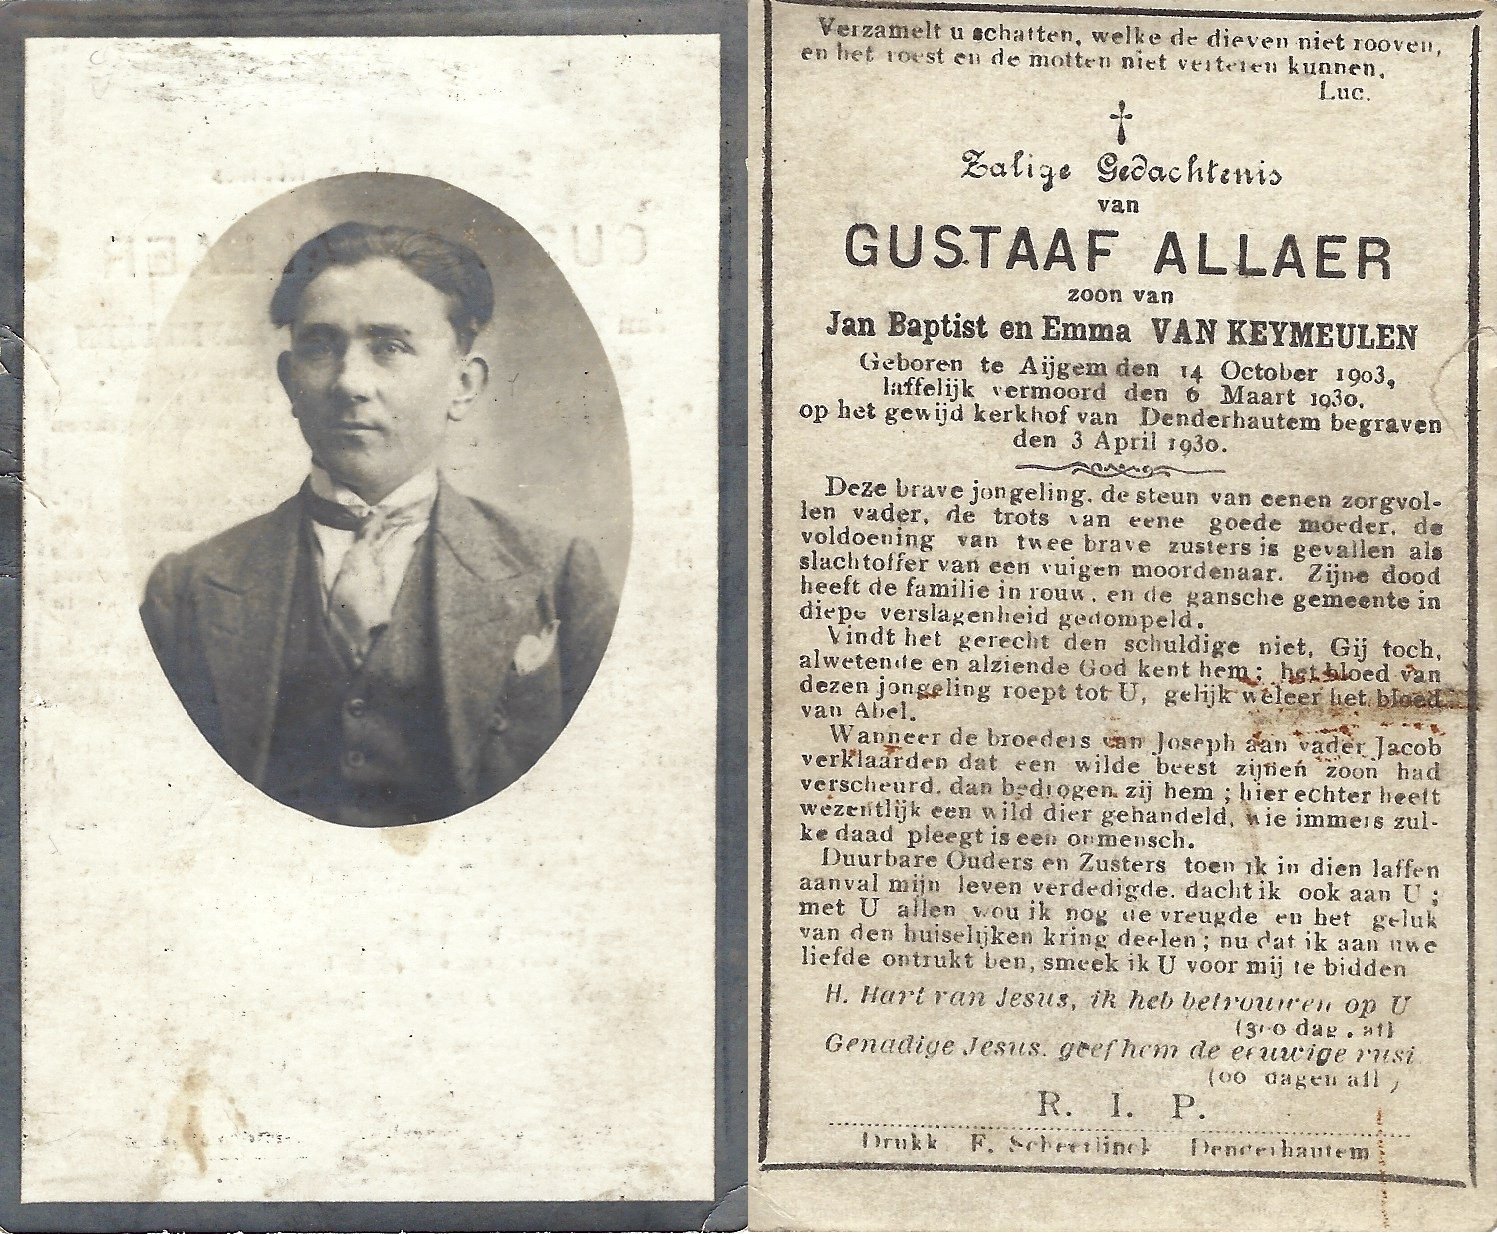 Verzamelt u schatten, welke de dieven niet rooven,
en het roest en de motten niet verteren kunnen.
Luc.
Zalige Gedachtenis
van
GUSTAAF ALLAER
zoon van
Jan Baptist en Emma VAN KEYMEULEN
Geboren te Aijgem den 14 October 1903,
laffelijk vermoord den 6 Maart 1930.
op het gewijd kerkhof van Denderhautem begraven
den 3 April 1930.
Deze brave jongeling, de steun van eenen zorgvol-
len vader, de trots van eene goede moeder, de
voldoening van twee brave zusters is gevallen als
slachtoffer van een vuigen moordenaar. Zijne dood
heeft de familie in rouw, en de gansche gemeente in
diepe verslagenheid gedompeld.
Vindt het gerecht den schuldige niet, Gij toch,
alwetende en alziende God kent hem; het bloed van
dezen jongeling roept tot U, gelijk weleer het bloed
van Abel.
Wanneer de broeders van Joseph aan vader Jacob
verklaarden dat een wilde beest zijnen zoon had
verscheurd, dan bedrogen zij hem; hier echter heeft
wezentlijk een wild dier gehandeld, wie immers zul-
ke daad pleegt is een onmensch.
Duurbare Ouders en Zusters toen ik in dien laffen
aanval mijn leven verdedigde, dacht ik ook aan U;
met U allen wou ik nog de vreugde en het geluk
van den huiselijken kring deelen; nu dat ik aan uwe
liefde ontrukt ben, smeek ik U voor mij te bidden
H. Hart van Jesus, ik heb betrouwen op U
(300 dag. afl)
Genadige Jesus, geef hem de eeuwige rust
dagen afl)
R. I. P.
Drukk F. Scheerlinck Denderhautem